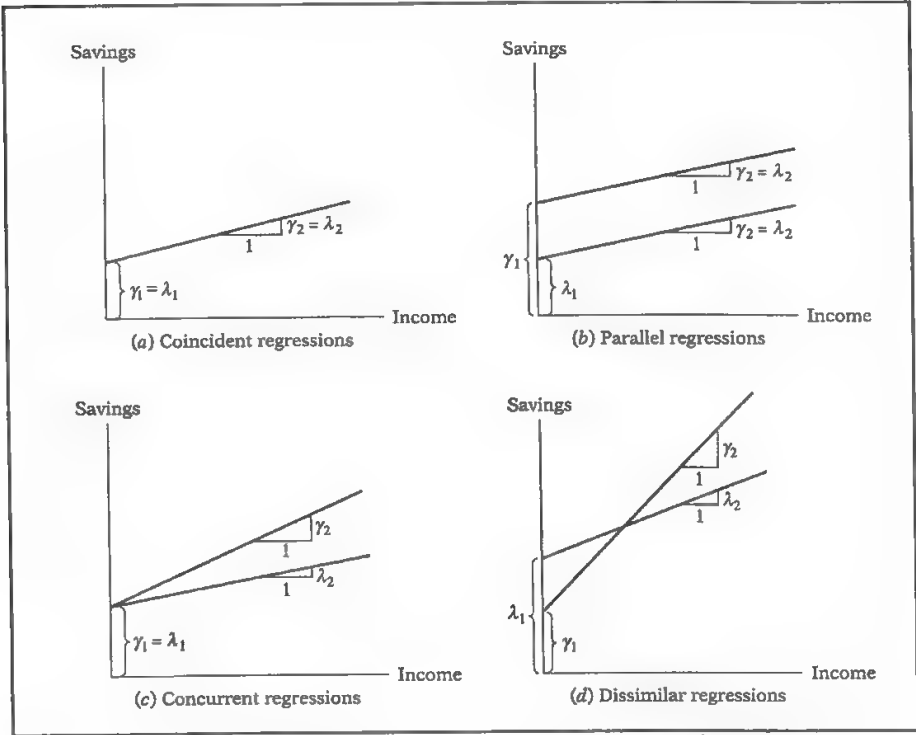 Savings
γ₂ = λ₂
1
γ₁ = λ₁
Income
(a) Coincident regressions
Savings
γ₂ = λ₂
1
γ₂ = λ₂
1
γ₁
λ₁
Income
(b) Parallel regressions
Savings
γ₂
1
λ₂
1
γ₁ = λ₁
Income
(c) Concurrent regressions
Savings
γ₂
1
λ₂
1
λ₁
γ₁
Income
(d) Dissimilar regressions